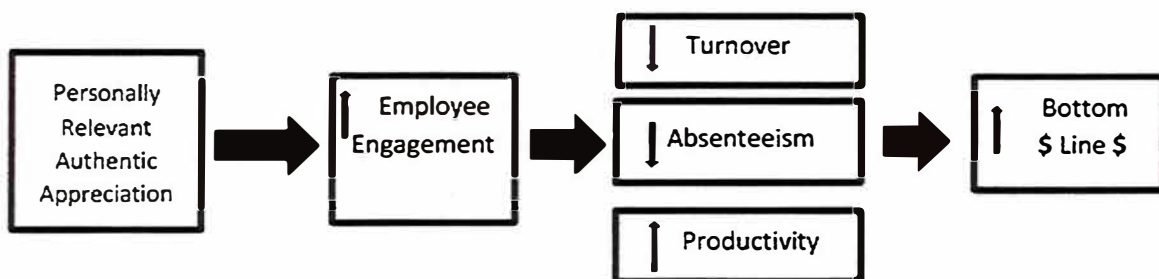 Personally
Relevant
Authentic
Appreciation
Employee
Engagement
Turnover
Absenteeism
Productivity
Bottom
$ Line $